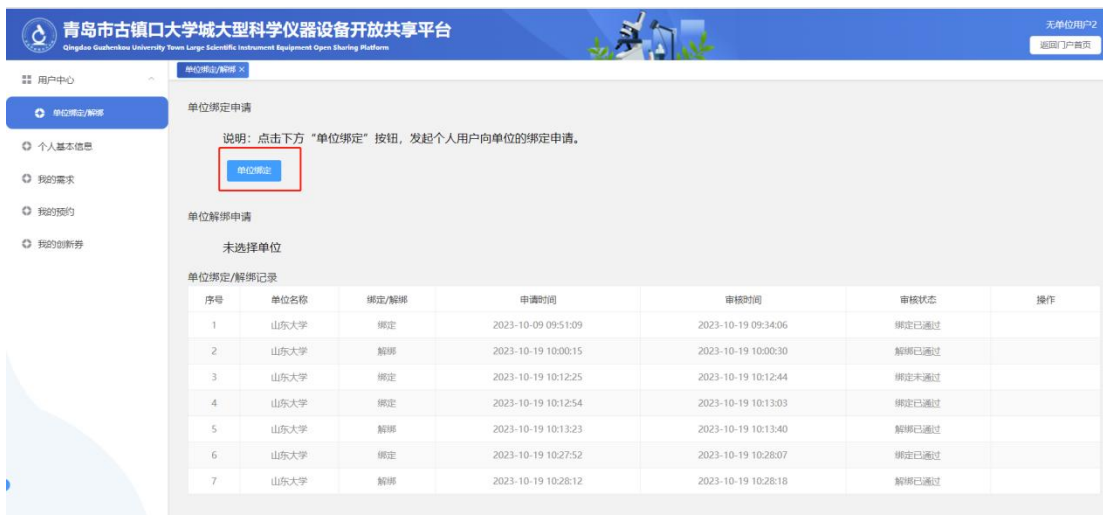 青岛市古镇口大学城大型科学仪器设备开放共享平台
Qingdao Guzhenkou University Town Large Scientific Instrument Equipment Open Sharing Platform
无单位用户2
返回门户首页
用户中心
单位绑定/解绑 ×
单位绑定/解绑
个人基本信息
我的需求
我的预约
我的创新券
单位绑定申请
说明：点击下方“单位绑定”按钮，发起个人用户向单位的绑定申请。
单位绑定
单位解绑申请
未选择单位
单位绑定/解绑记录
序号 单位名称 绑定/解绑 申请时间 审核时间 审核状态 操作
1 山东大学 绑定 2023-10-09 09:51:09 2023-10-19 09:34:06 绑定已通过
2 山东大学 解绑 2023-10-19 10:00:15 2023-10-19 10:00:30 解绑已通过
3 山东大学 绑定 2023-10-19 10:12:25 2023-10-19 10:12:44 绑定未通过
4 山东大学 绑定 2023-10-19 10:12:54 2023-10-19 10:13:03 绑定已通过
5 山东大学 解绑 2023-10-19 10:13:23 2023-10-19 10:13:40 解绑已通过
6 山东大学 绑定 2023-10-19 10:27:52 2023-10-19 10:28:07 绑定已通过
7 山东大学 解绑 2023-10-19 10:28:12 2023-10-19 10:28:18 解绑已通过